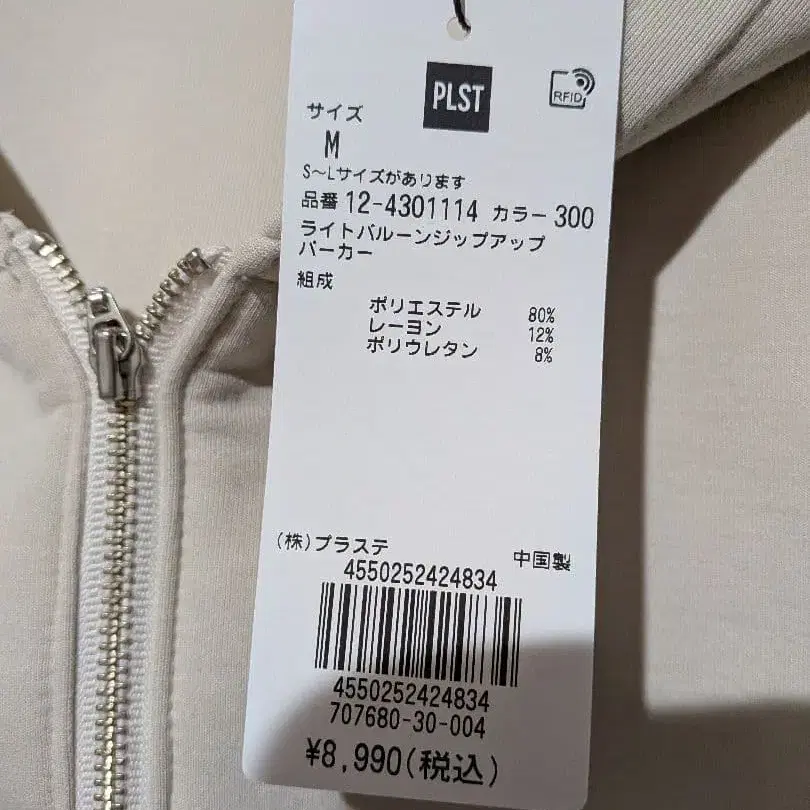 PLST
RFID
サイズ
M
S〜Lサイズがあります
品番 12-4301114 カラー 300
ライトバルーンジップアップ
パーカー
組成
ポリエステル 80%
レーヨン 12%
ポリウレタン 8%
(株)プラステ 中国製
4550252424834
4550252424834
707680-30-004
¥8,990(税込)